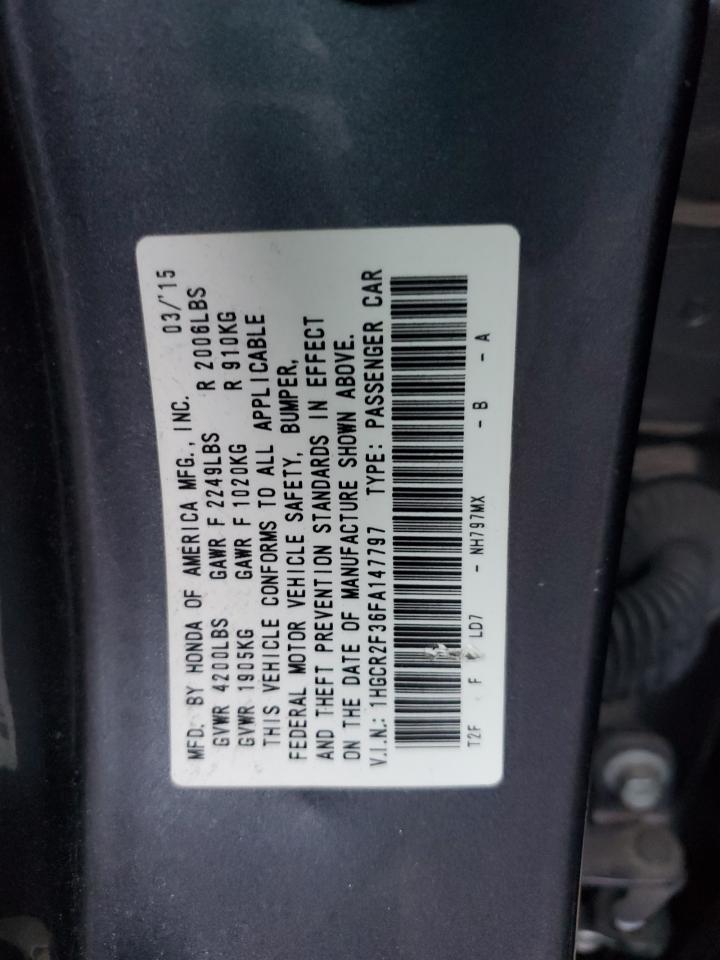 MFD. BY HONDA OF AMERICA MFG., INC. 03/'15
GVWR 4200LBS GAWR F 2249LBS R 2006LBS
GVWR 1905KG GAWR F 1020KG R 910KG
THIS VEHICLE CONFORMS TO ALL APPLICABLE
FEDERAL MOTOR VEHICLE SAFETY, BUMPER,
AND THEFT PREVENTION STANDARDS IN EFFECT
ON THE DATE OF MANUFACTURE SHOWN ABOVE.
V.I.N.: 1HGCR2F36FA147797 TYPE: PASSENGER CAR
T2F F LD7 - NH797MX - B - A